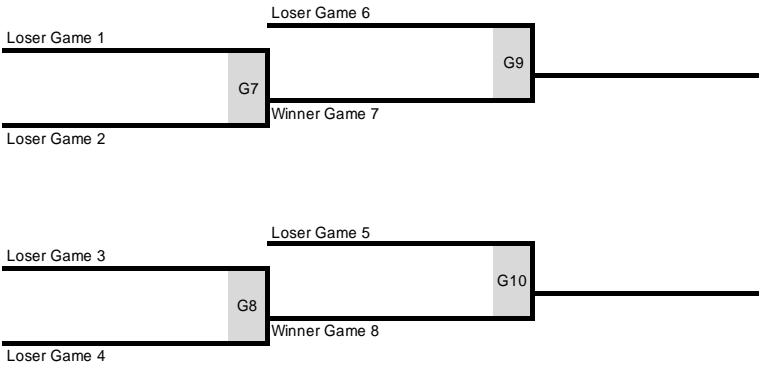 Loser Game 6
Loser Game 1
G9
G7
Winner Game 7
Loser Game 2
Loser Game 5
Loser Game 3
G10
G8
Winner Game 8
Loser Game 4